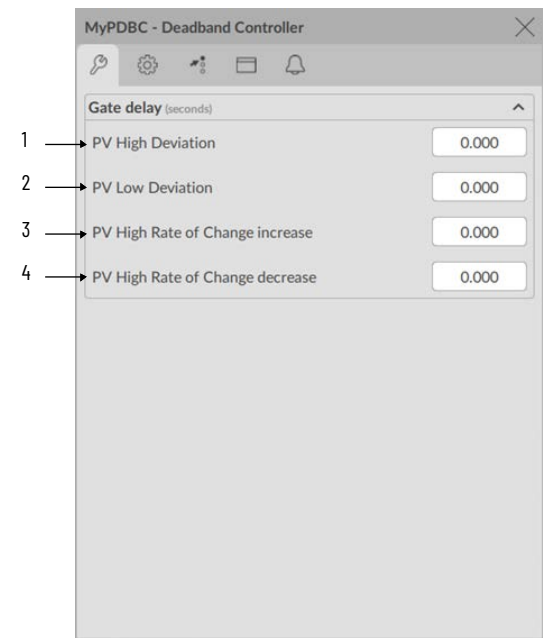 MyPDBC - Deadband Controller
Gate delay (seconds)
1 PV High Deviation 0.000
2 PV Low Deviation 0.000
3 PV High Rate of Change increase 0.000
4 PV High Rate of Change decrease 0.000